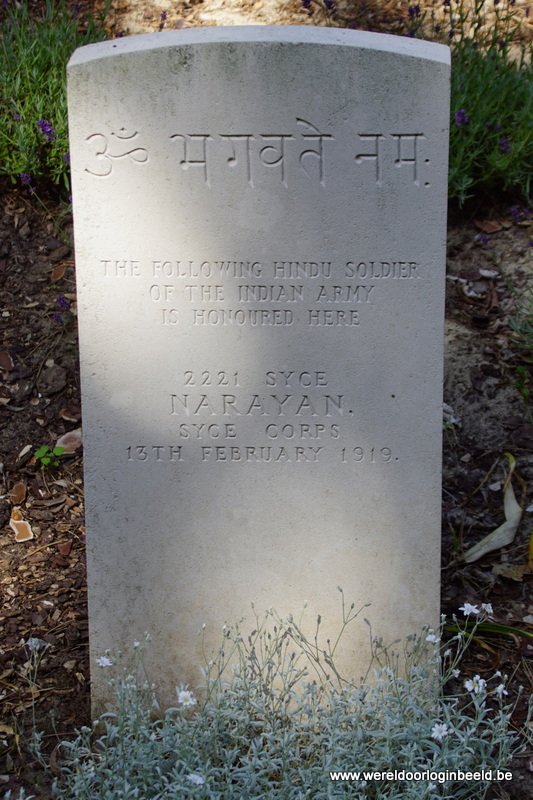 ॐ भगवते नमः
THE FOLLOWING HINDU SOLDIER
OF THE INDIAN ARMY
IS HONOURED HERE
2221 SYCE
NARAYAN.
SYCE CORPS
13TH FEBRUARY 1919.
www.wereldoorloginbeeld.be